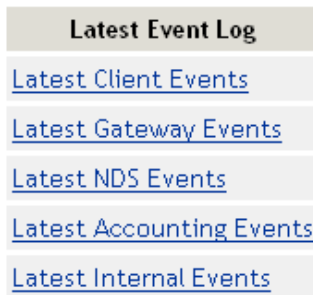 Latest Event Log
Latest Client Events
Latest Gateway Events
Latest NDS Events
Latest Accounting Events
Latest Internal Events